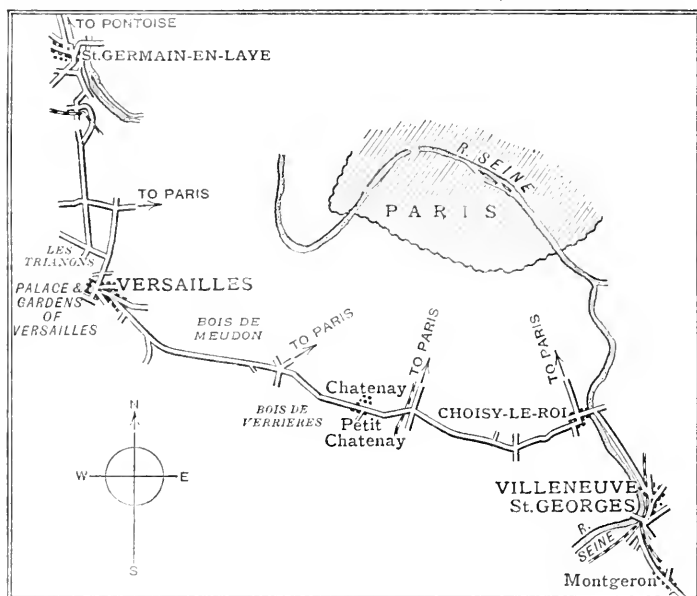 TO PONTOISE
St. GERMAIN-EN-LAYE
R. SEINE
PARIS
TO PARIS
LES
TRIANONS
PALACE &
GARDENS
OF
VERSAILLES
VERSAILLES
BOIS DE
MEUDON
TO PARIS
BOIS DE
VERRIERES
Chatenay
Petit
Chatenay
TO PARIS
TO PARIS
CHOISY-LE-ROI
N
W
E
S
VILLENEUVE
St. GEORGES
R.
SEINE
Montgeron